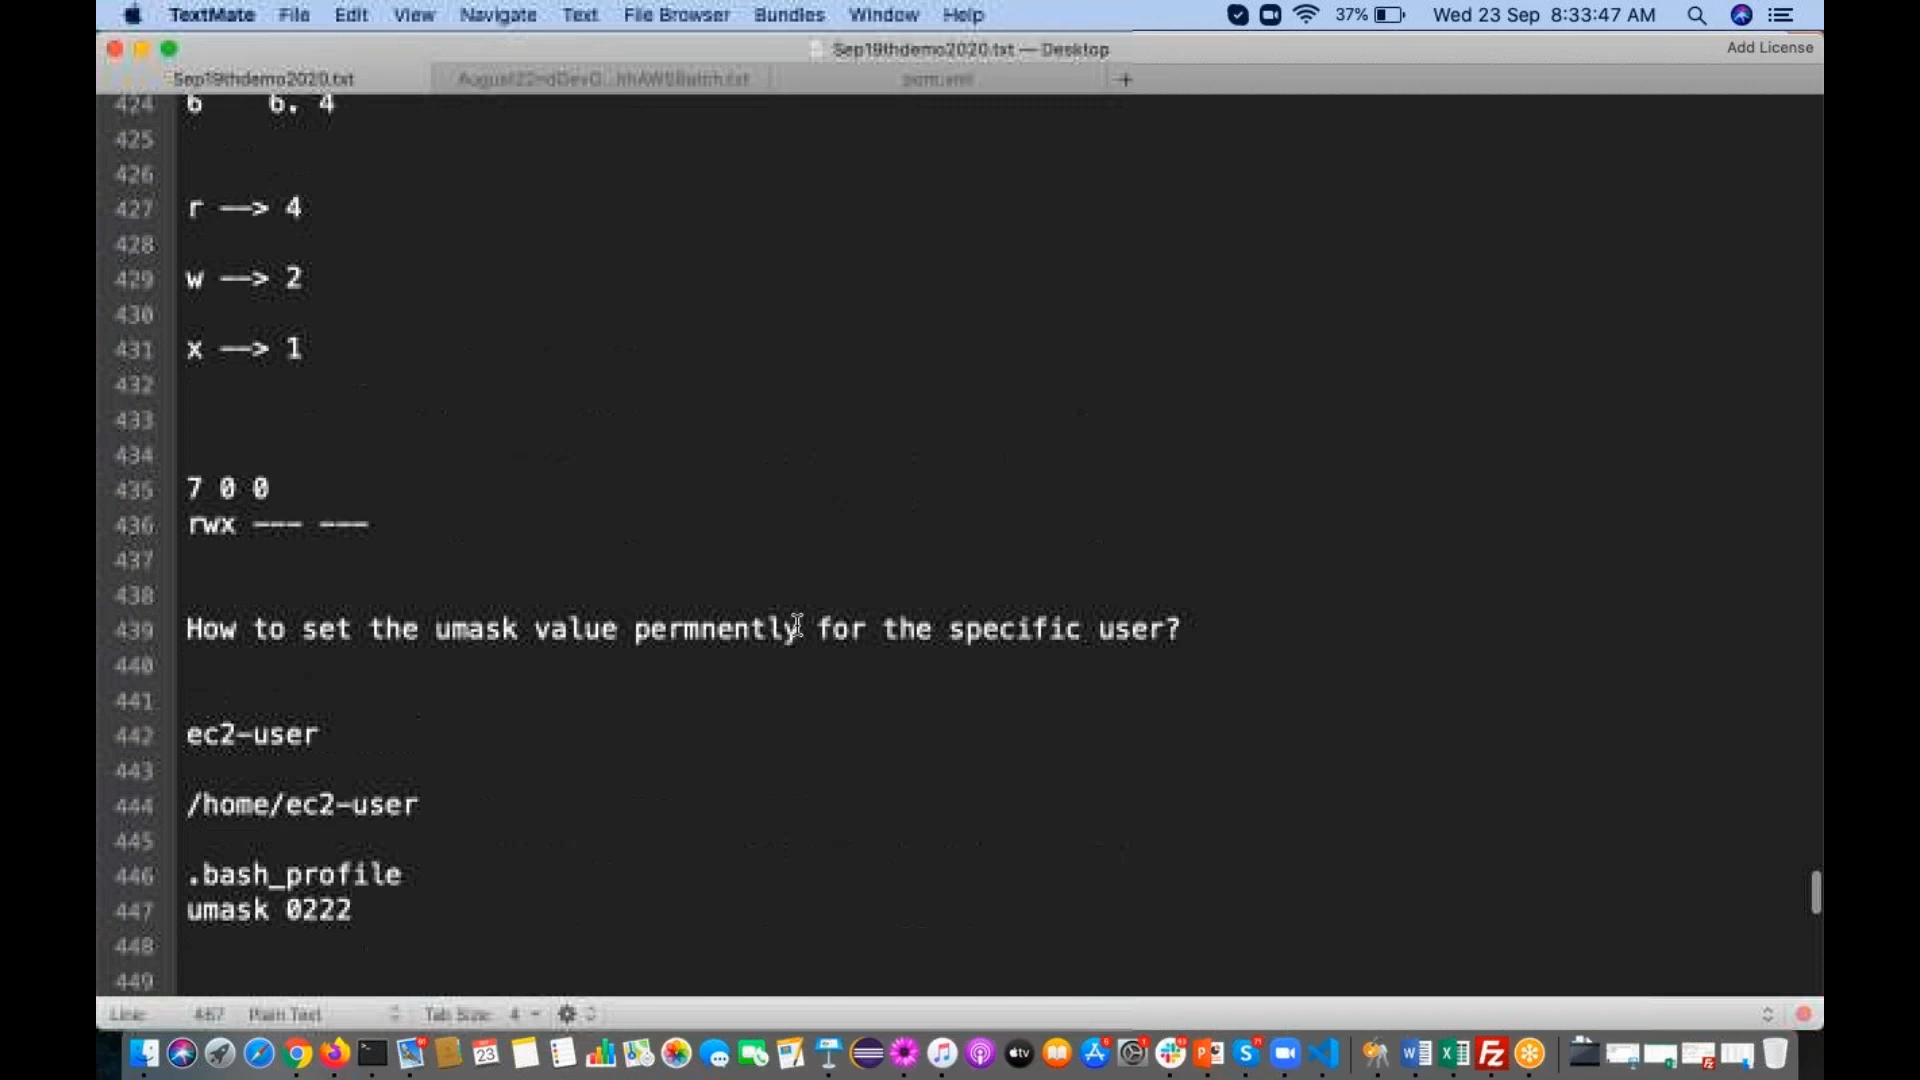 TextMate File Edit View Navigate Text File Browser Bundles Window Help 37% Wed 23 Sep 8:33:47 AM
Sep19thdemo2020.txt — Desktop
Add License
Sep19thdemo2020.txt +
424 6 6. 4
425
426
427 r —> 4
428
429 w —> 2
430
431 x —> 1
432
433
434
435 7 0 0
436 rwx --- ---
437
438
439 How to set the umask value permnently for the specific user?
440
441
442 ec2-user
443
444 /home/ec2-user
445
446 .bash_profile
447 umask 0222
448
449
Line: 467 Plain Text Tab Size: 4
23
tv